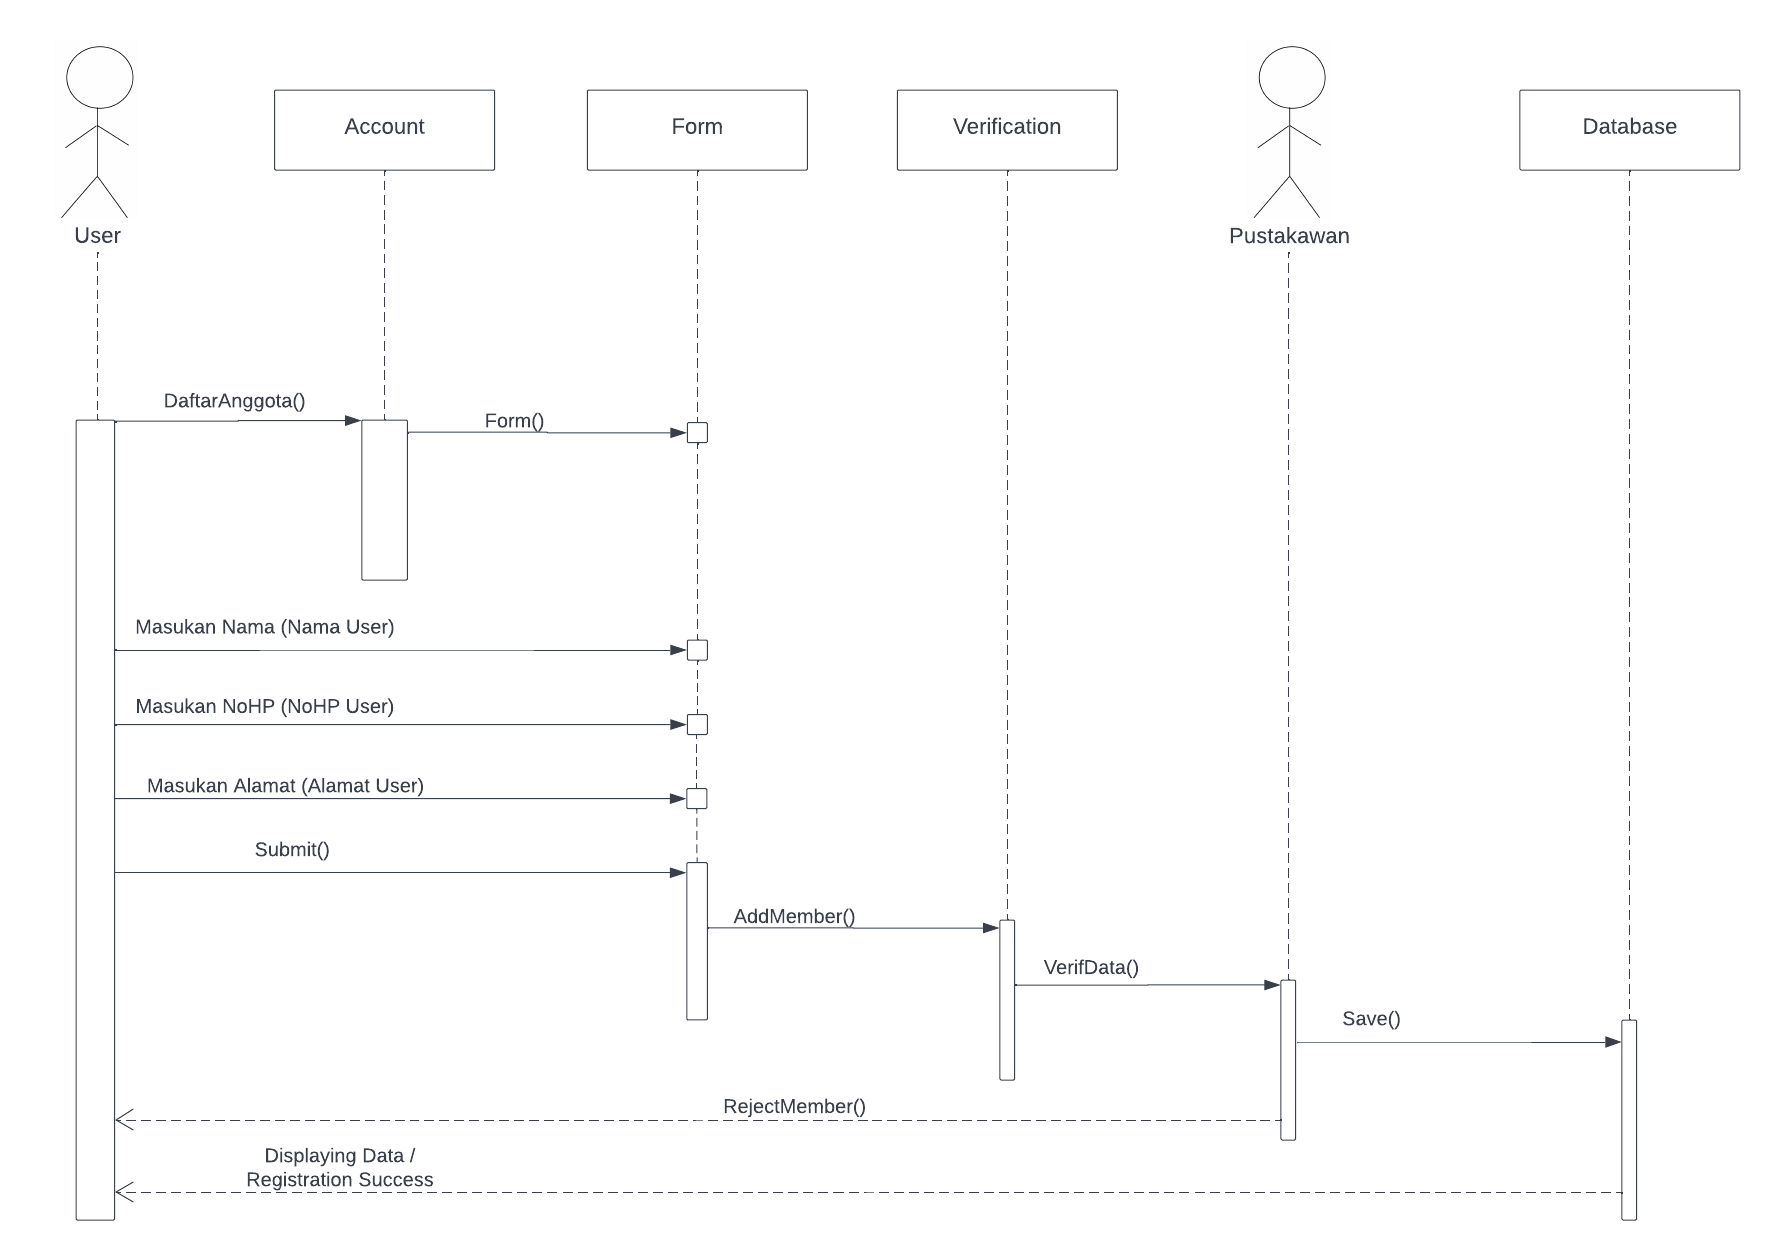 Account
Form
Verification
Database
User
Pustakawan
DaftarAnggota()
Form()
Masukan Nama (Nama User)
Masukan NoHP (NoHP User)
Masukan Alamat (Alamat User)
Submit()
AddMember()
VerifData()
Save()
RejectMember()
Displaying Data /
Registration Success